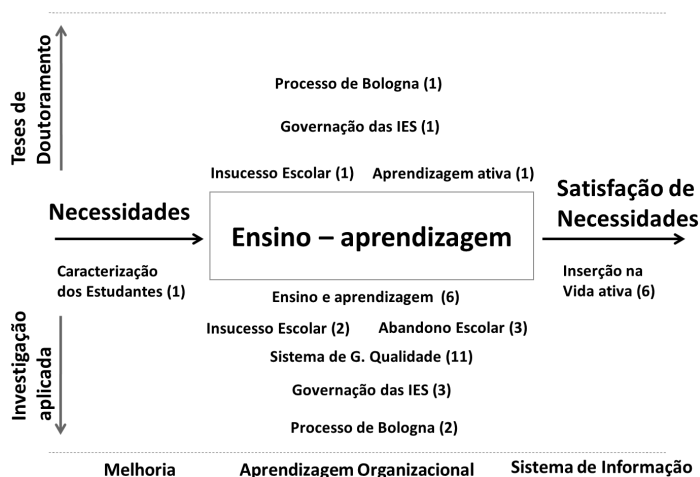 Teses de
Doutoramento
Processo de Bologna (1)
Governação das IES (1)
Insucesso Escolar (1)
Aprendizagem ativa (1)
Necessidades
Ensino – aprendizagem
Satisfação de
Necessidades
Caracterização
dos Estudantes (1)
Inserção na
Vida ativa (6)
Ensino e aprendizagem (6)
Insucesso Escolar (2)
Abandono Escolar (3)
Sistema de G. Qualidade (11)
Governação das IES (3)
Processo de Bologna (2)
Investigação
aplicada
Melhoria
Aprendizagem Organizacional
Sistema de Informação